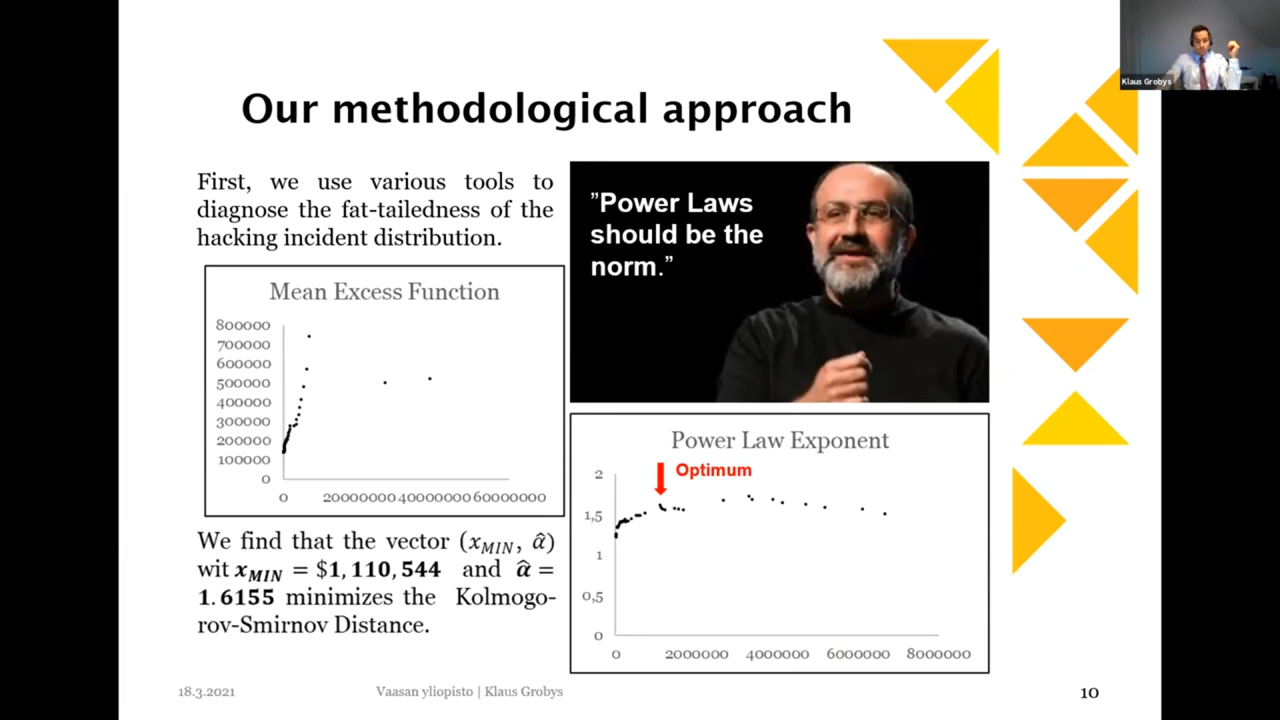 Klaus Grobys
Our methodological approach
First, we use various tools to
diagnose the fat-tailedness of the
hacking incident distribution.
"Power Laws
should be the
norm."
Mean Excess Function
800000
700000
600000
500000
400000
300000
200000
100000
0
0 20000000 40000000 60000000
We find that the vector (x_MIN, α̂)
wit x_MIN = $1, 110, 544 and α̂ =
1. 6155 minimizes the Kolmogo-
rov-Smirnov Distance.
Power Law Exponent
Optimum
2
1,5
1
0,5
0
0 2000000 4000000 6000000 8000000
18.3.2021 Vaasan yliopisto | Klaus Grobys 10